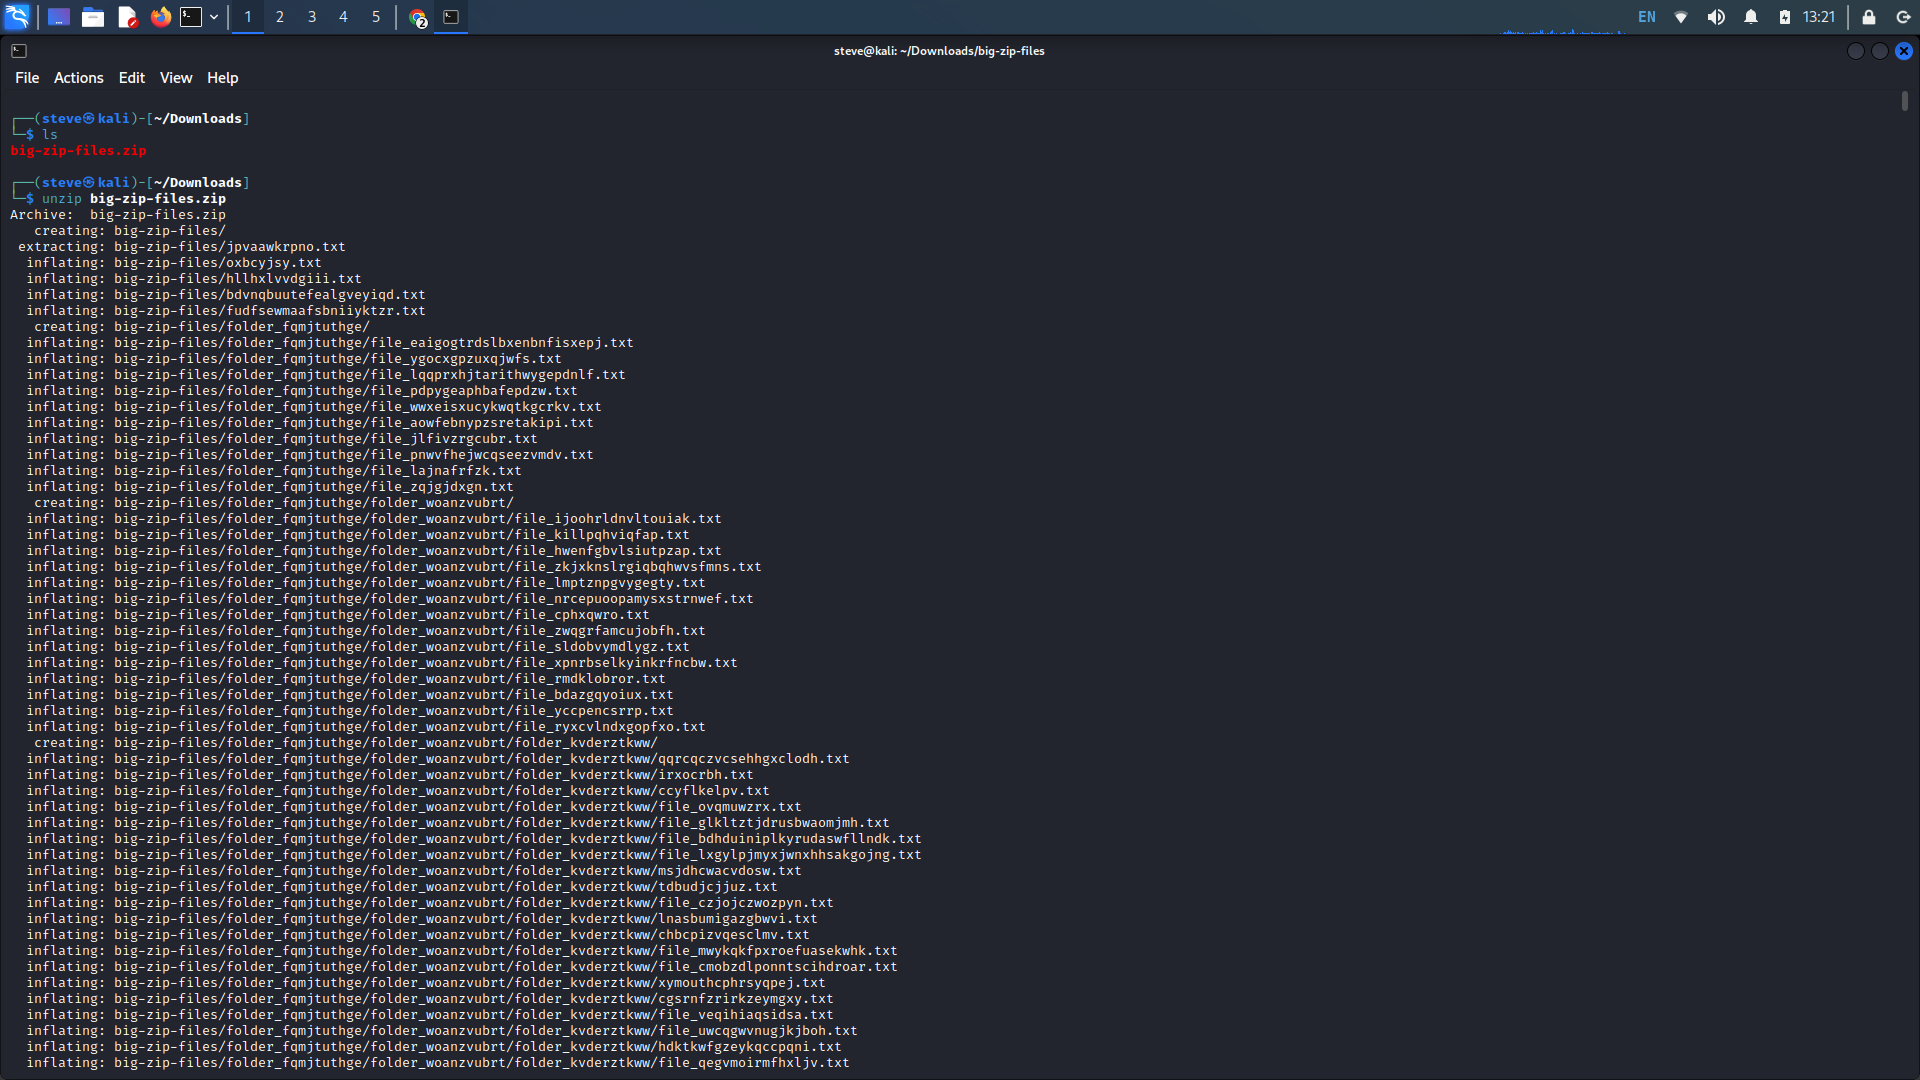 1 2 3 4 5 2 EN 13:21
steve@kali: ~/Downloads/big-zip-files
File Actions Edit View Help
┌──(steve㉿kali)-[~/Downloads]
└─$ ls
big-zip-files.zip
┌──(steve㉿kali)-[~/Downloads]
└─$ unzip big-zip-files.zip
Archive:  big-zip-files.zip
creating: big-zip-files/
extracting: big-zip-files/jpvaawkrpno.txt
inflating: big-zip-files/oxbcyjsy.txt
inflating: big-zip-files/hllhxlvvdgiii.txt
inflating: big-zip-files/bdvnqbuutefealgveyiqd.txt
inflating: big-zip-files/fudfsewmaafsbniiyktzr.txt
creating: big-zip-files/folder_fqmjtuthge/
inflating: big-zip-files/folder_fqmjtuthge/file_eaigogtrdslbxenbnfisxepj.txt
inflating: big-zip-files/folder_fqmjtuthge/file_ygocxgpzuxqjwfs.txt
inflating: big-zip-files/folder_fqmjtuthge/file_lqqprxhjtarithwygepdnlf.txt
inflating: big-zip-files/folder_fqmjtuthge/file_pdpygeaphbafepdzw.txt
inflating: big-zip-files/folder_fqmjtuthge/file_wwxeisxucykwqtkgcrkv.txt
inflating: big-zip-files/folder_fqmjtuthge/file_aowfebnypzsretakipi.txt
inflating: big-zip-files/folder_fqmjtuthge/file_jlfivzrgcubr.txt
inflating: big-zip-files/folder_fqmjtuthge/file_pnwvfhejwcqseezvmdv.txt
inflating: big-zip-files/folder_fqmjtuthge/file_lajnafrfzk.txt
inflating: big-zip-files/folder_fqmjtuthge/file_zqjgjdxgn.txt
creating: big-zip-files/folder_fqmjtuthge/folder_woanzvubrt/
inflating: big-zip-files/folder_fqmjtuthge/folder_woanzvubrt/file_ijoohrldnvltouiak.txt
inflating: big-zip-files/folder_fqmjtuthge/folder_woanzvubrt/file_killpqhviqfap.txt
inflating: big-zip-files/folder_fqmjtuthge/folder_woanzvubrt/file_hwenfgbvlsiutpzap.txt
inflating: big-zip-files/folder_fqmjtuthge/folder_woanzvubrt/file_zkjxknslrgiqbqhwvsfmns.txt
inflating: big-zip-files/folder_fqmjtuthge/folder_woanzvubrt/file_lmptznpgvygegty.txt
inflating: big-zip-files/folder_fqmjtuthge/folder_woanzvubrt/file_nrcepuoopamysxstrnwef.txt
inflating: big-zip-files/folder_fqmjtuthge/folder_woanzvubrt/file_cphxqwro.txt
inflating: big-zip-files/folder_fqmjtuthge/folder_woanzvubrt/file_zwqgrfamcujobfh.txt
inflating: big-zip-files/folder_fqmjtuthge/folder_woanzvubrt/file_sldobvymdlygz.txt
inflating: big-zip-files/folder_fqmjtuthge/folder_woanzvubrt/file_xpnrbselkyinkrfncbw.txt
inflating: big-zip-files/folder_fqmjtuthge/folder_woanzvubrt/file_rmdklobror.txt
inflating: big-zip-files/folder_fqmjtuthge/folder_woanzvubrt/file_bdazgqyoiux.txt
inflating: big-zip-files/folder_fqmjtuthge/folder_woanzvubrt/file_yccpencsrrp.txt
inflating: big-zip-files/folder_fqmjtuthge/folder_woanzvubrt/file_ryxcvlndxgopfxo.txt
creating: big-zip-files/folder_fqmjtuthge/folder_woanzvubrt/folder_kvderztkww/
inflating: big-zip-files/folder_fqmjtuthge/folder_woanzvubrt/folder_kvderztkww/qqrcqczvcsehhgxclodh.txt
inflating: big-zip-files/folder_fqmjtuthge/folder_woanzvubrt/folder_kvderztkww/irxocrbh.txt
inflating: big-zip-files/folder_fqmjtuthge/folder_woanzvubrt/folder_kvderztkww/ccyflkelpv.txt
inflating: big-zip-files/folder_fqmjtuthge/folder_woanzvubrt/folder_kvderztkww/file_ovqmuwzrx.txt
inflating: big-zip-files/folder_fqmjtuthge/folder_woanzvubrt/folder_kvderztkww/file_glkltztjdrusbwaomjmh.txt
inflating: big-zip-files/folder_fqmjtuthge/folder_woanzvubrt/folder_kvderztkww/file_bdhduiniplkyrudaswfllndk.txt
inflating: big-zip-files/folder_fqmjtuthge/folder_woanzvubrt/folder_kvderztkww/file_lxgylpjmyxjwnxhhsakgojng.txt
inflating: big-zip-files/folder_fqmjtuthge/folder_woanzvubrt/folder_kvderztkww/msjdhcwacvdosw.txt
inflating: big-zip-files/folder_fqmjtuthge/folder_woanzvubrt/folder_kvderztkww/tdbudjcjjuz.txt
inflating: big-zip-files/folder_fqmjtuthge/folder_woanzvubrt/folder_kvderztkww/file_czjojczwozpyn.txt
inflating: big-zip-files/folder_fqmjtuthge/folder_woanzvubrt/folder_kvderztkww/lnasbumigazgbwvi.txt
inflating: big-zip-files/folder_fqmjtuthge/folder_woanzvubrt/folder_kvderztkww/chbcpizvqesclmv.txt
inflating: big-zip-files/folder_fqmjtuthge/folder_woanzvubrt/folder_kvderztkww/file_mwykqkfpxroefuasekwhk.txt
inflating: big-zip-files/folder_fqmjtuthge/folder_woanzvubrt/folder_kvderztkww/file_cmobzdlponntscihdroar.txt
inflating: big-zip-files/folder_fqmjtuthge/folder_woanzvubrt/folder_kvderztkww/xymouthcphrsyqpej.txt
inflating: big-zip-files/folder_fqmjtuthge/folder_woanzvubrt/folder_kvderztkww/cgsrnfzrirkzeymgxy.txt
inflating: big-zip-files/folder_fqmjtuthge/folder_woanzvubrt/folder_kvderztkww/file_veqihiaqsidsa.txt
inflating: big-zip-files/folder_fqmjtuthge/folder_woanzvubrt/folder_kvderztkww/file_uwcqgwvnugjkjboh.txt
inflating: big-zip-files/folder_fqmjtuthge/folder_woanzvubrt/folder_kvderztkww/hdktkwfgzeykqccpqni.txt
inflating: big-zip-files/folder_fqmjtuthge/folder_woanzvubrt/folder_kvderztkww/file_qegvmoirmfhxljv.txt